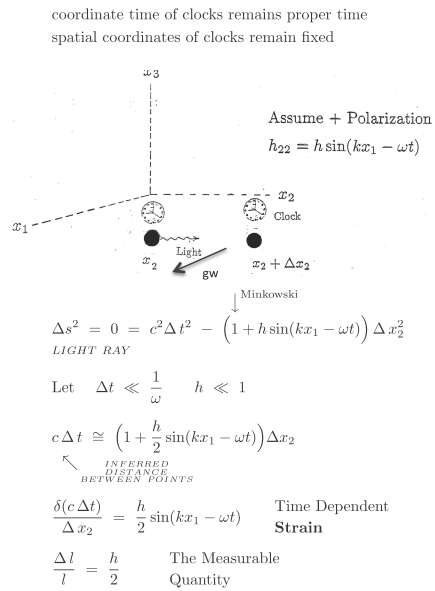 coordinate time of clocks remains proper time
spatial coordinates of clocks remain fixed
x₃
Assume + Polarization
h₂₂ = h sin(kx₁ − ωt)
x₂
Clock
x₁
Light
x₂
x₂ + Δx₂
gw
↓ Minkowski
Δs² = 0 = c²Δt² − (1 + h sin(kx₁ − ωt)) Δx₂²
LIGHT RAY
Let Δt ≪ 1/ω h ≪ 1
cΔt ≅ (1 + h/2 sin(kx₁ − ωt))Δx₂
INFERRED
DISTANCE
BETWEEN POINTS
δ(cΔt)/Δx₂ = h/2 sin(kx₁ − ωt) Time Dependent
Strain
Δl/l = h/2 The Measurable
Quantity